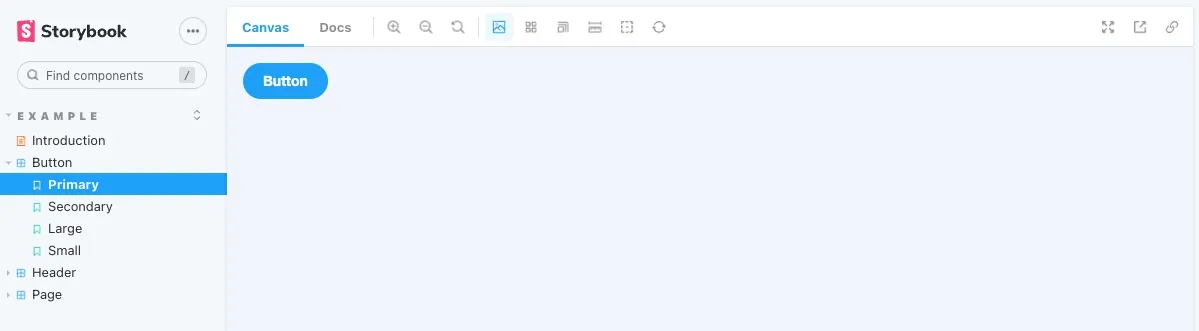 Storybook
Find components /
EXAMPLE
Introduction
Button
Primary
Secondary
Large
Small
Header
Page
Canvas Docs
Button